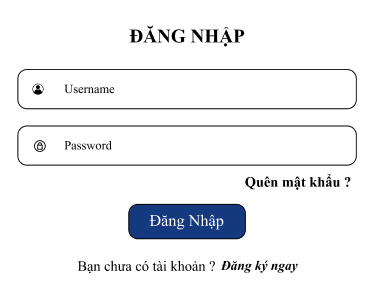 ĐĂNG NHẬP
Username
Password
Quên mật khẩu ?
Đăng Nhập
Bạn chưa có tài khoản ? Đăng ký ngay